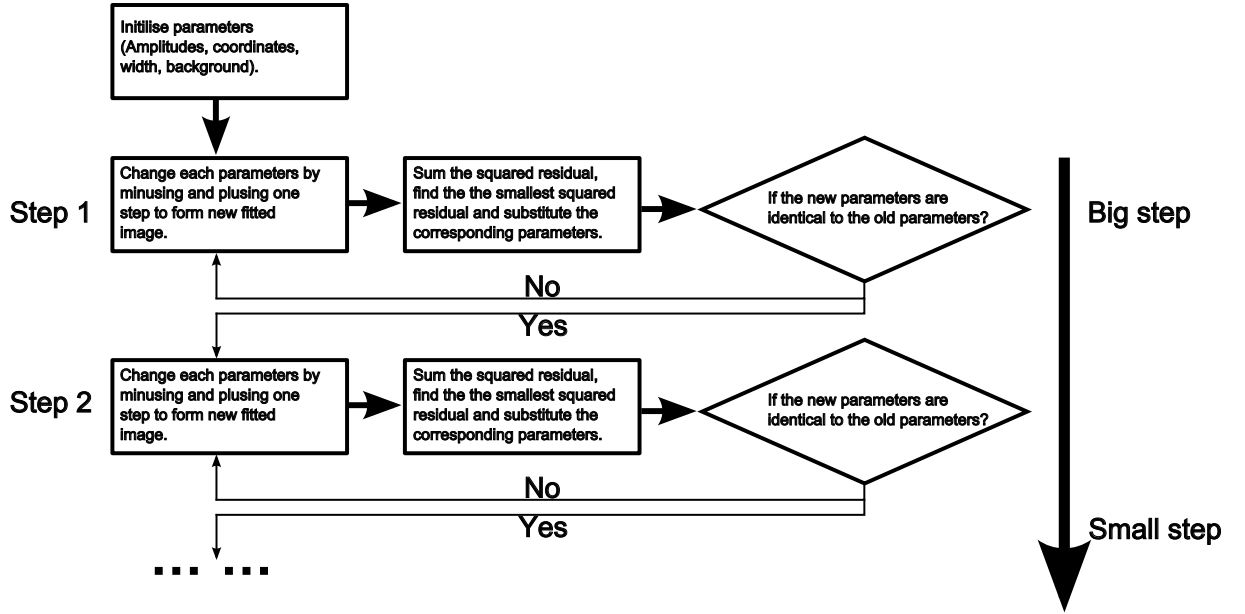 Initilise parameters
(Amplitudes, coordinates,
width, background).
Step 1
Change each parameters by
minusing and plusing one
step to form new fitted
image.
Sum the squared residual,
find the the smallest squared
residual and substitute the
corresponding parameters.
If the new parameters are
identical to the old parameters?
Big step
No
Yes
Step 2
Change each parameters by
minusing and plusing one
step to form new fitted
image.
Sum the squared residual,
find the the smallest squared
residual and substitute the
corresponding parameters.
If the new parameters are
identical to the old parameters?
No
Yes
Small step
... ...